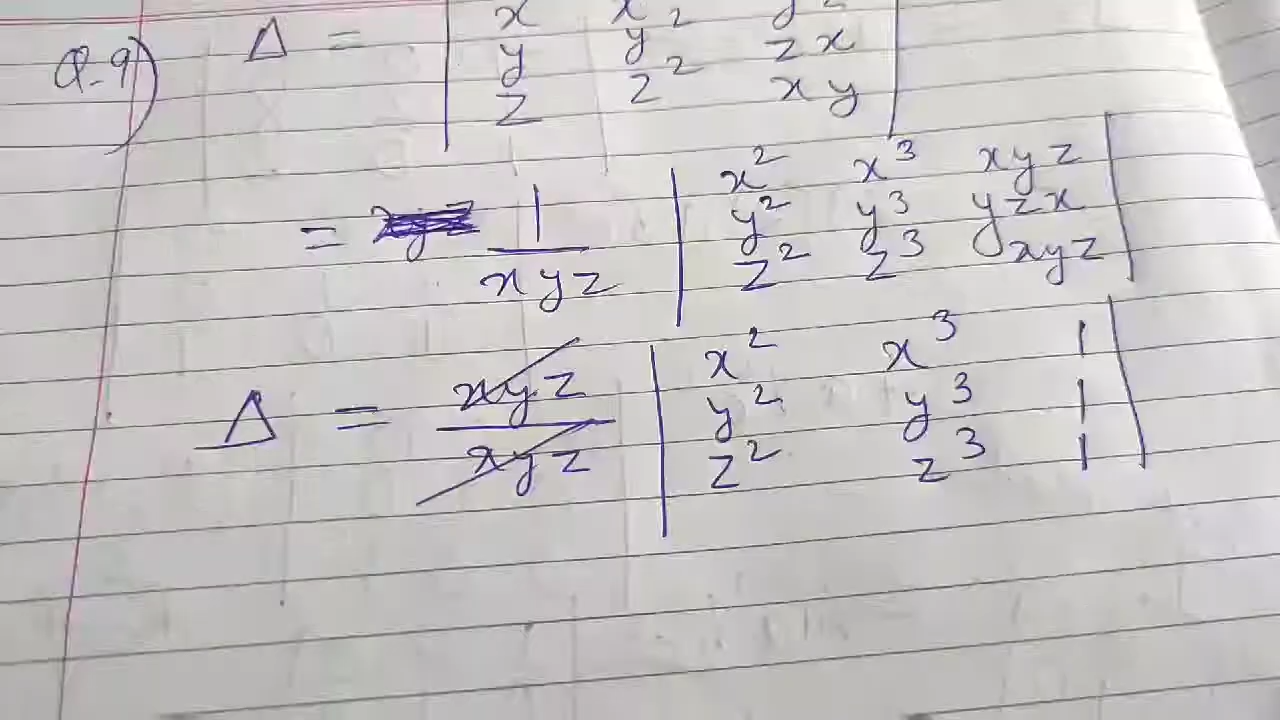 Q-9) Δ = | x x² y² |
| y y² zx |
| z z² xy |
= 1/xyz | x² x³ xyz |
| y² y³ yzx |
| z² z³ xyz |
Δ = xyz/xyz | x² x³ 1 |
| y² y³ 1 |
| z² z³ 1 |